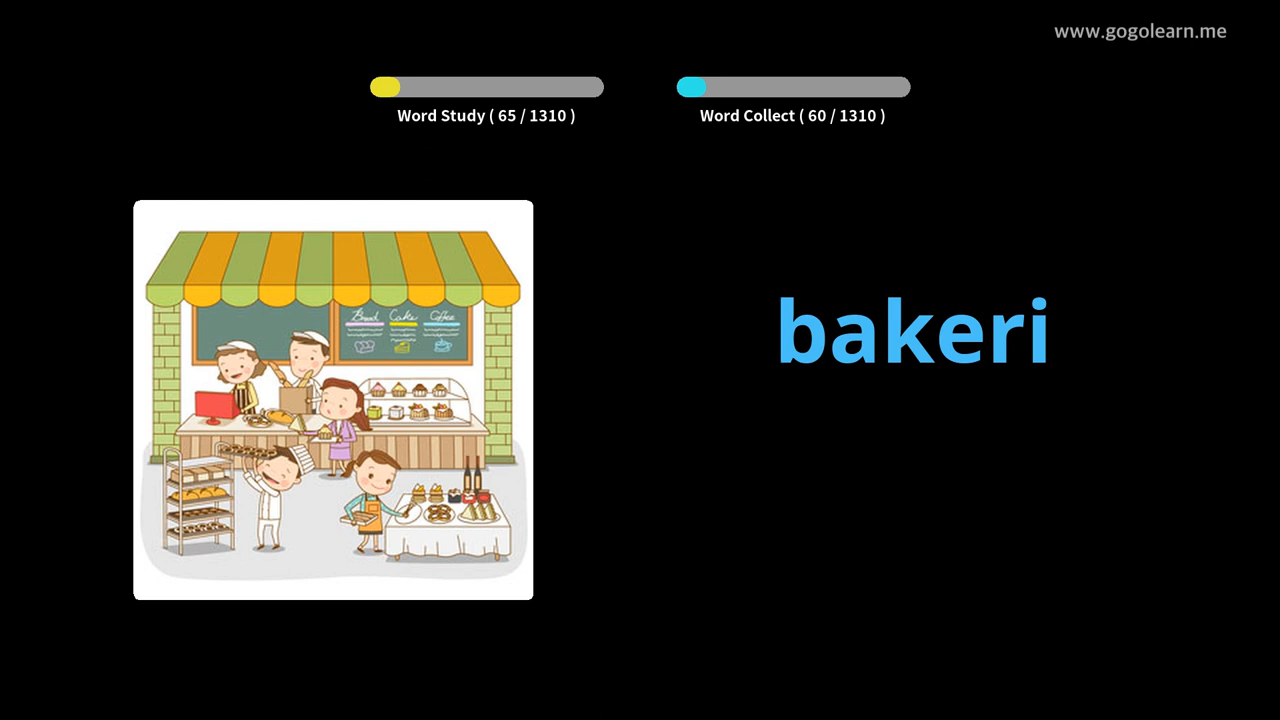 www.gogolearn.me
Word Study ( 65 / 1310 )
Word Collect ( 60 / 1310 )
Bread Cake Coffee
bakeri